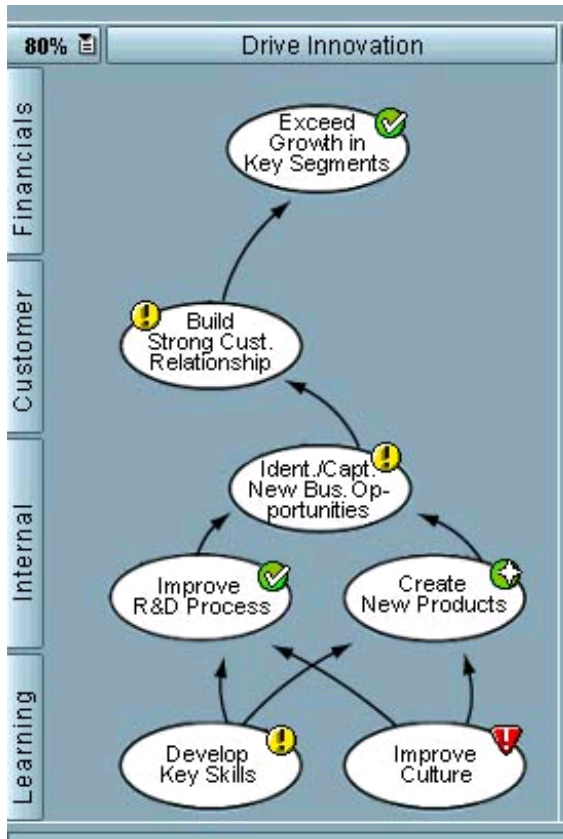 80%
Drive Innovation
Financials
Exceed
Growth in
Key Segments
Customer
Build
Strong Cust.
Relationship
Internal
Ident./Capt.
New Bus. Op-
portunities
Improve
R&D Process
Create
New Products
Learning
Develop
Key Skills
Improve
Culture